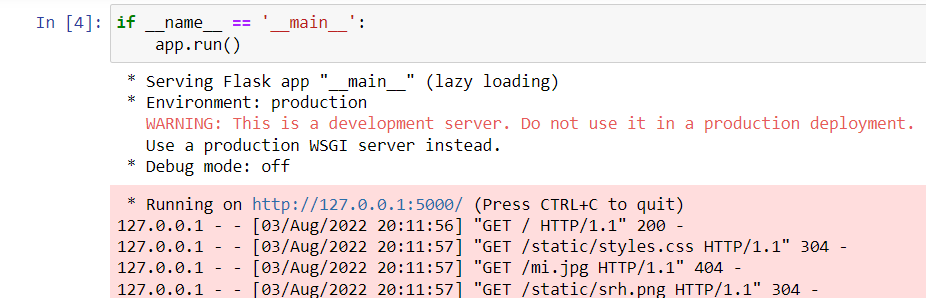 In [4]: if __name__ == '__main__':
app.run()
* Serving Flask app "__main__" (lazy loading)
* Environment: production
WARNING: This is a development server. Do not use it in a production deployment.
Use a production WSGI server instead.
* Debug mode: off
* Running on http://127.0.0.1:5000/ (Press CTRL+C to quit)
127.0.0.1 - - [03/Aug/2022 20:11:56] "GET / HTTP/1.1" 200 -
127.0.0.1 - - [03/Aug/2022 20:11:57] "GET /static/styles.css HTTP/1.1" 304 -
127.0.0.1 - - [03/Aug/2022 20:11:57] "GET /mi.jpg HTTP/1.1" 404 -
127.0.0.1 - - [03/Aug/2022 20:11:57] "GET /static/srh.png HTTP/1.1" 304 -